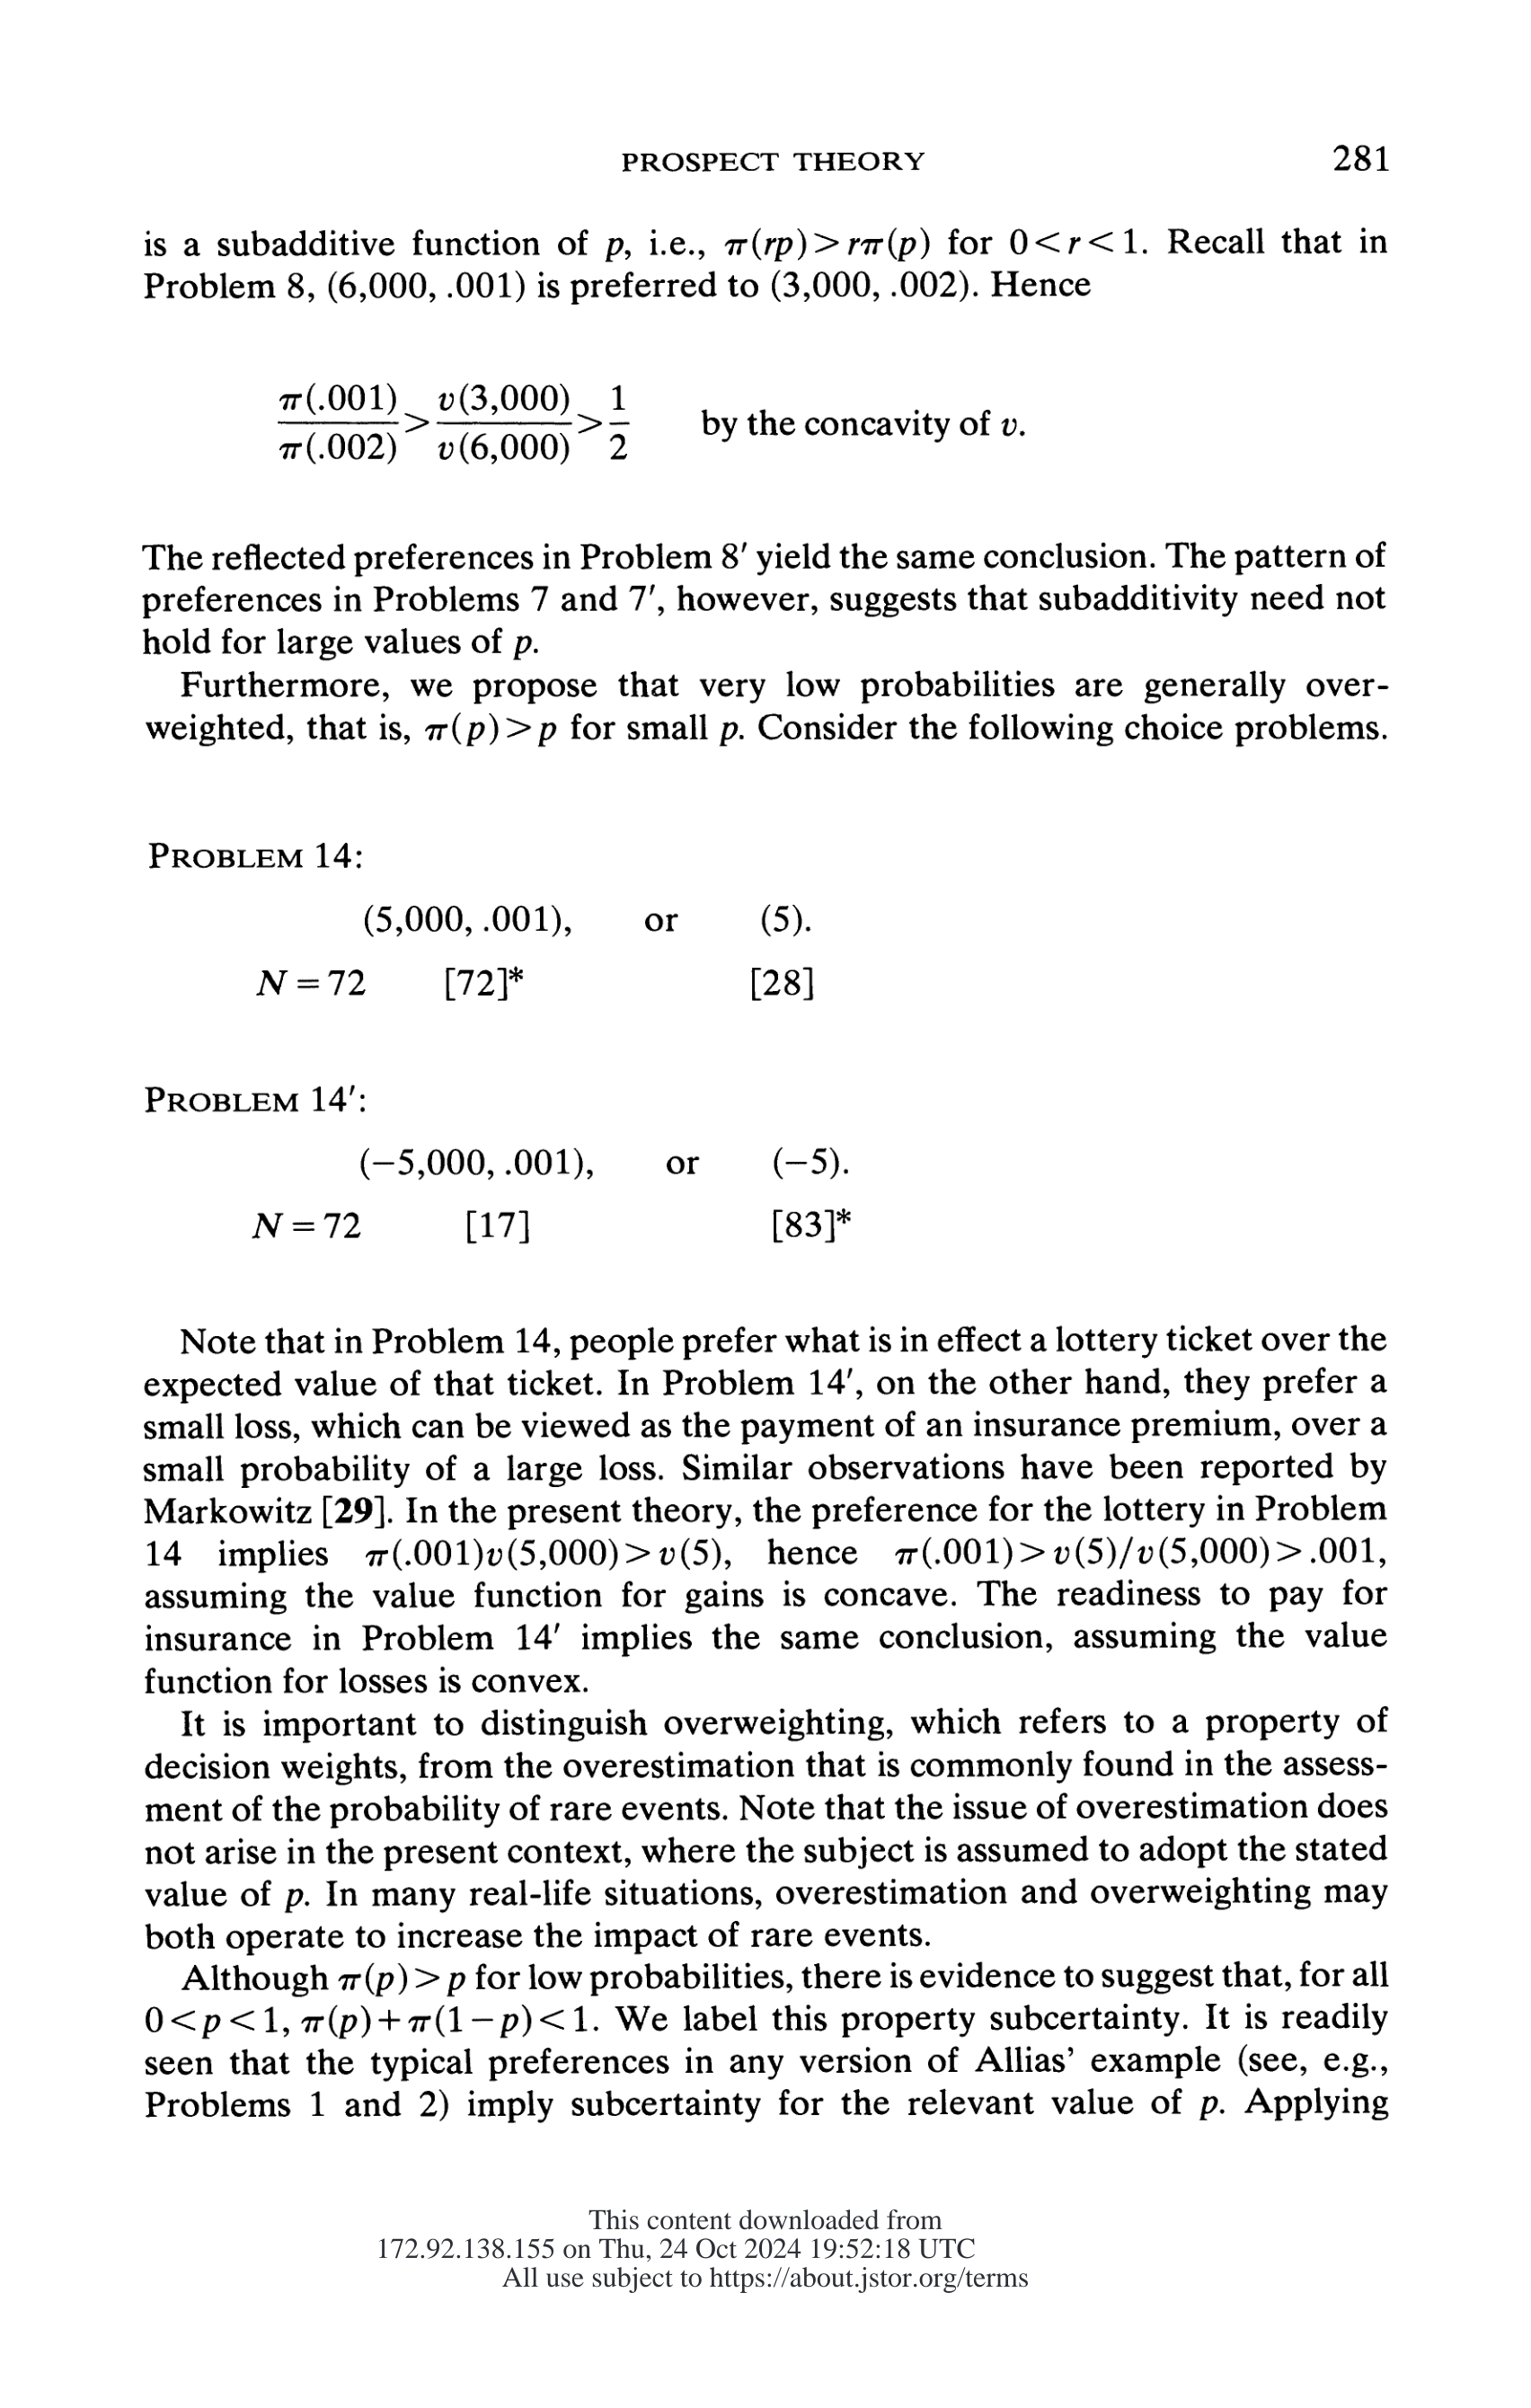 PROSPECT THEORY 281
is a subadditive function of p, i.e., π(rp)>rπ(p) for 0<r<1. Recall that in
Problem 8, (6,000, .001) is preferred to (3,000, .002). Hence
π(.001)/π(.002) > v(3,000)/v(6,000) > 1/2 by the concavity of v.
The reflected preferences in Problem 8′ yield the same conclusion. The pattern of
preferences in Problems 7 and 7′, however, suggests that subadditivity need not
hold for large values of p.
Furthermore, we propose that very low probabilities are generally over-
weighted, that is, π(p)>p for small p. Consider the following choice problems.
PROBLEM 14:
(5,000, .001), or (5).
N=72 [72]* [28]
PROBLEM 14′:
(−5,000, .001), or (−5).
N=72 [17] [83]*
Note that in Problem 14, people prefer what is in effect a lottery ticket over the
expected value of that ticket. In Problem 14′, on the other hand, they prefer a
small loss, which can be viewed as the payment of an insurance premium, over a
small probability of a large loss. Similar observations have been reported by
Markowitz [29]. In the present theory, the preference for the lottery in Problem
14 implies π(.001)v(5,000)>v(5), hence π(.001)>v(5)/v(5,000)>.001,
assuming the value function for gains is concave. The readiness to pay for
insurance in Problem 14′ implies the same conclusion, assuming the value
function for losses is convex.
It is important to distinguish overweighting, which refers to a property of
decision weights, from the overestimation that is commonly found in the assess-
ment of the probability of rare events. Note that the issue of overestimation does
not arise in the present context, where the subject is assumed to adopt the stated
value of p. In many real-life situations, overestimation and overweighting may
both operate to increase the impact of rare events.
Although π(p)>p for low probabilities, there is evidence to suggest that, for all
0<p<1, π(p)+π(1−p)<1. We label this property subcertainty. It is readily
seen that the typical preferences in any version of Allias’ example (see, e.g.,
Problems 1 and 2) imply subcertainty for the relevant value of p. Applying
This content downloaded from
172.92.138.155 on Thu, 24 Oct 2024 19:52:18 UTC
All use subject to https://about.jstor.org/terms